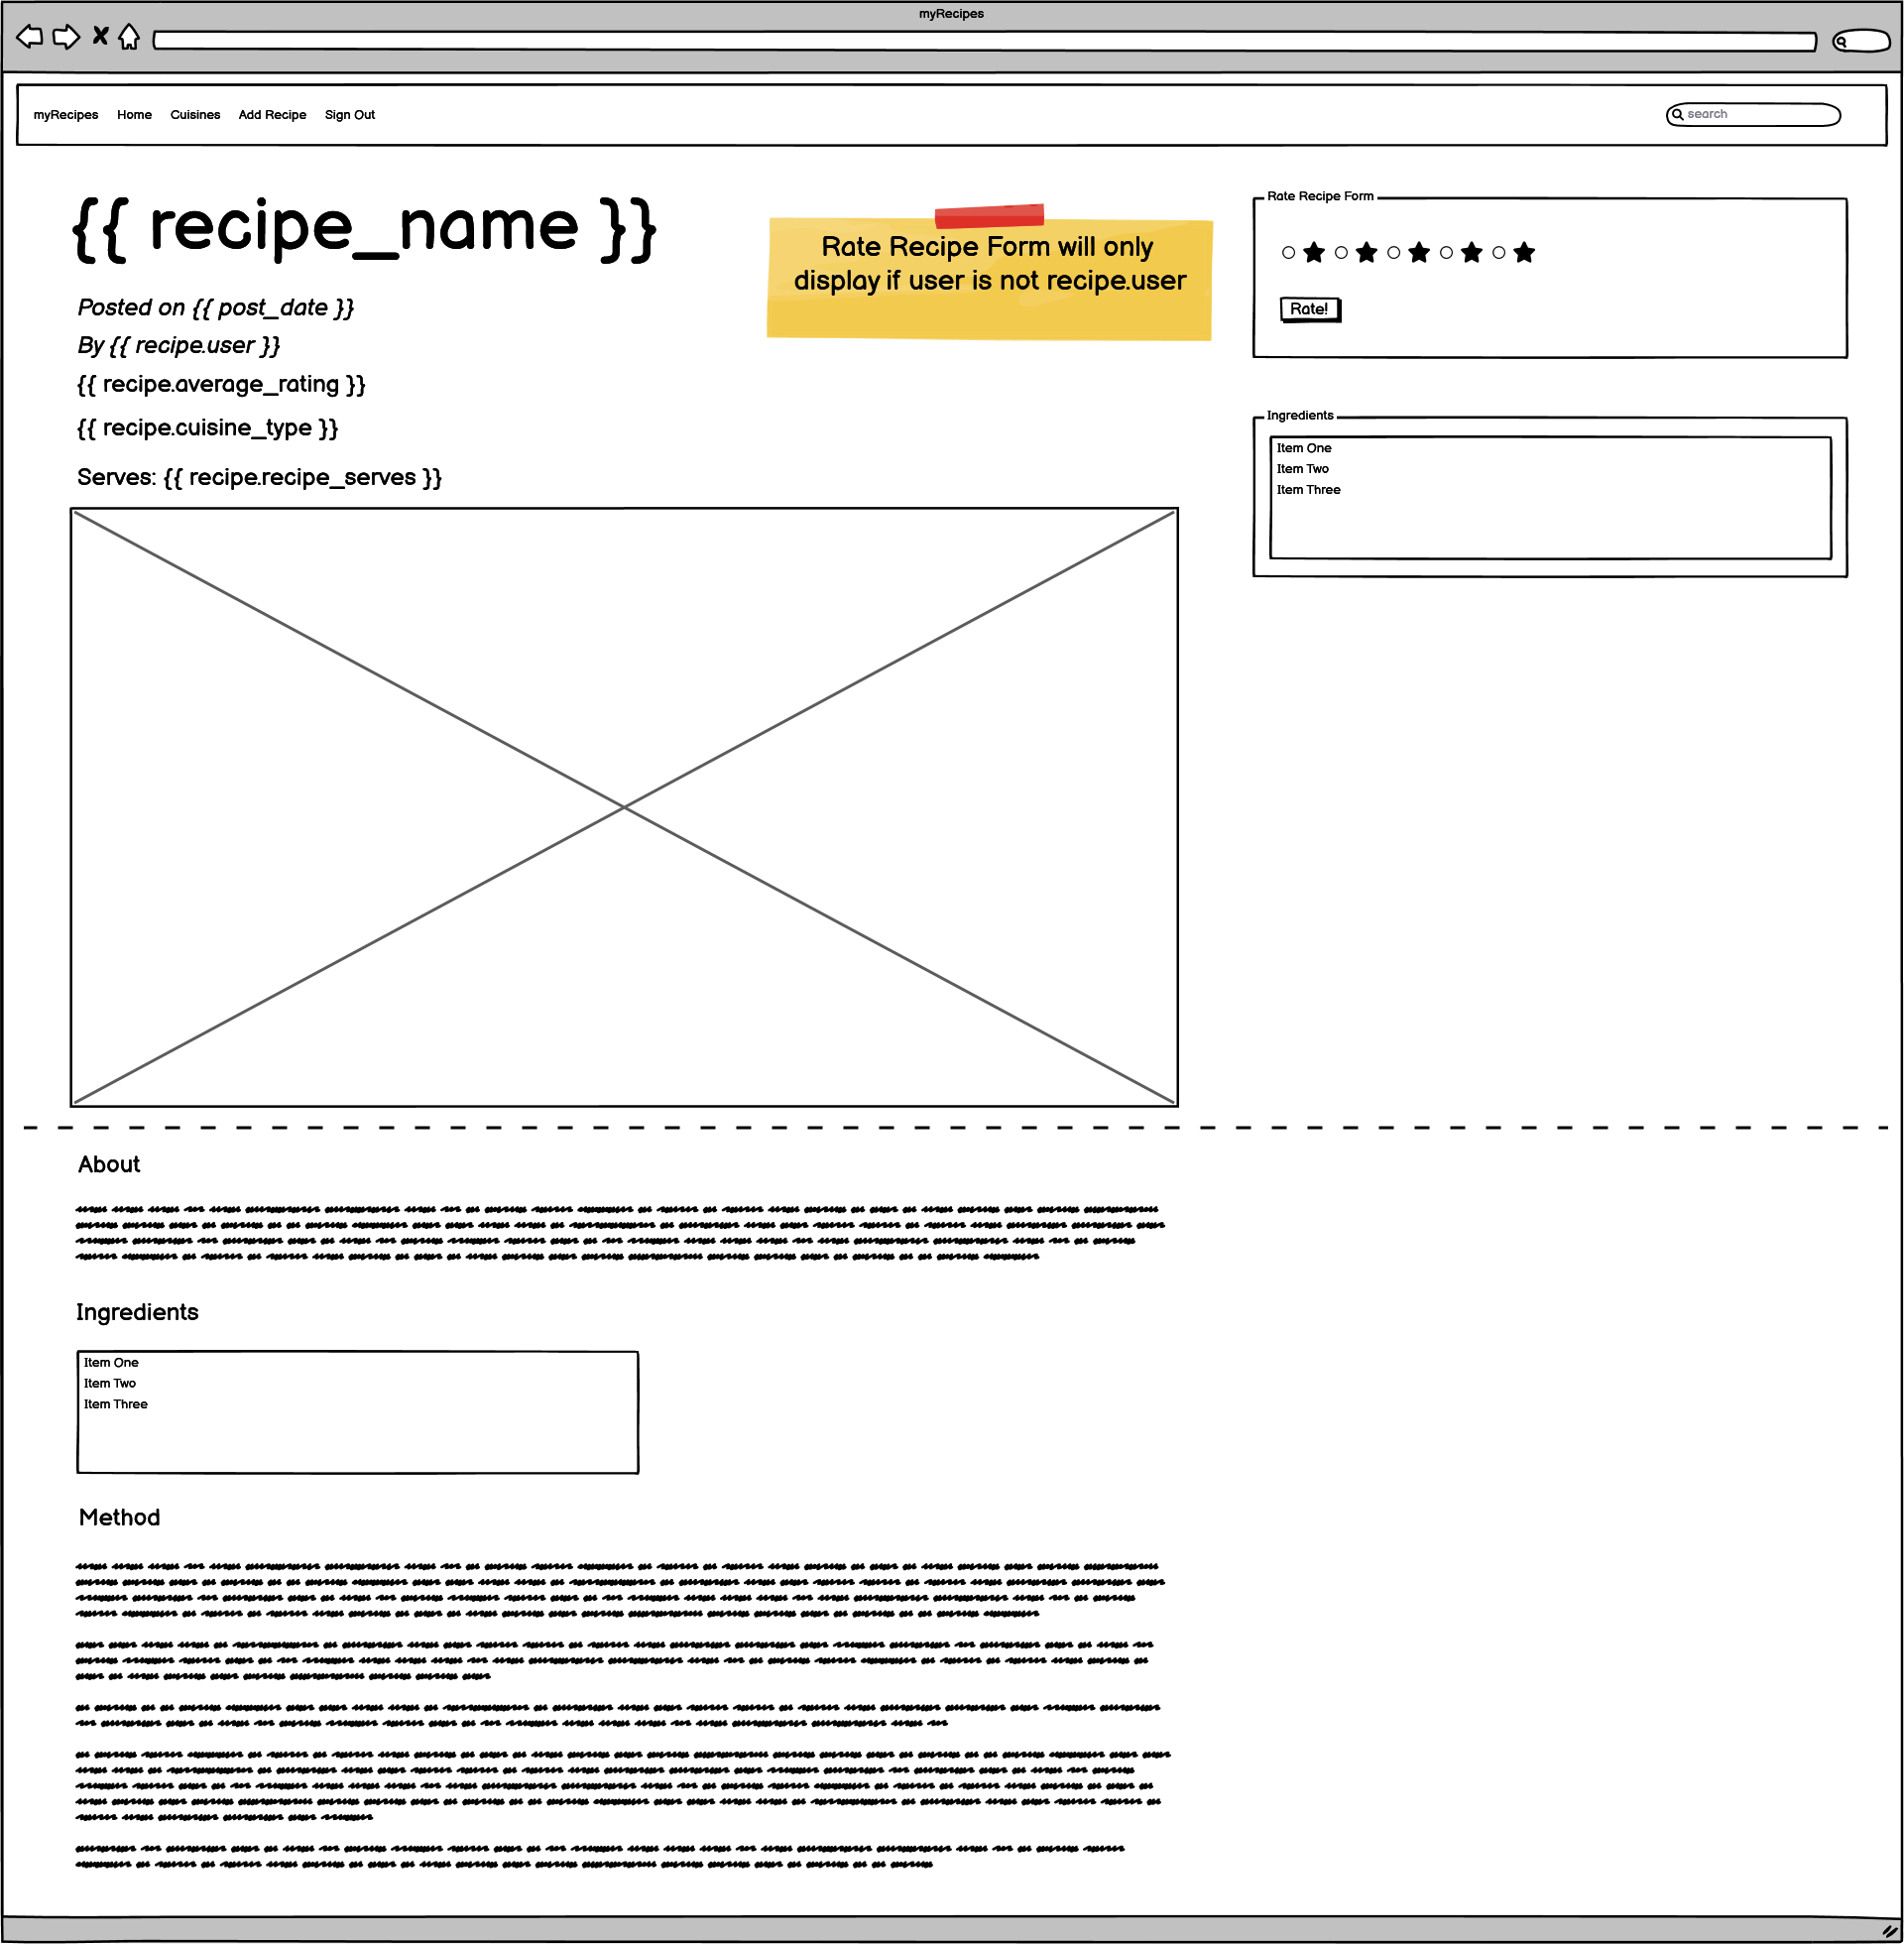 myRecipes
myRecipes Home Cuisines Add Recipe Sign Out search
{{ recipe_name }}
Posted on {{ post_date }}
By {{ recipe.user }}
{{ recipe.average_rating }}
{{ recipe.cuisine_type }}
Serves: {{ recipe.recipe_serves }}
Rate Recipe Form will only
display if user is not recipe.user
Rate Recipe Form
Rate!
Ingredients
Item One
Item Two
Item Three
About
Ingredients
Item One
Item Two
Item Three
Method